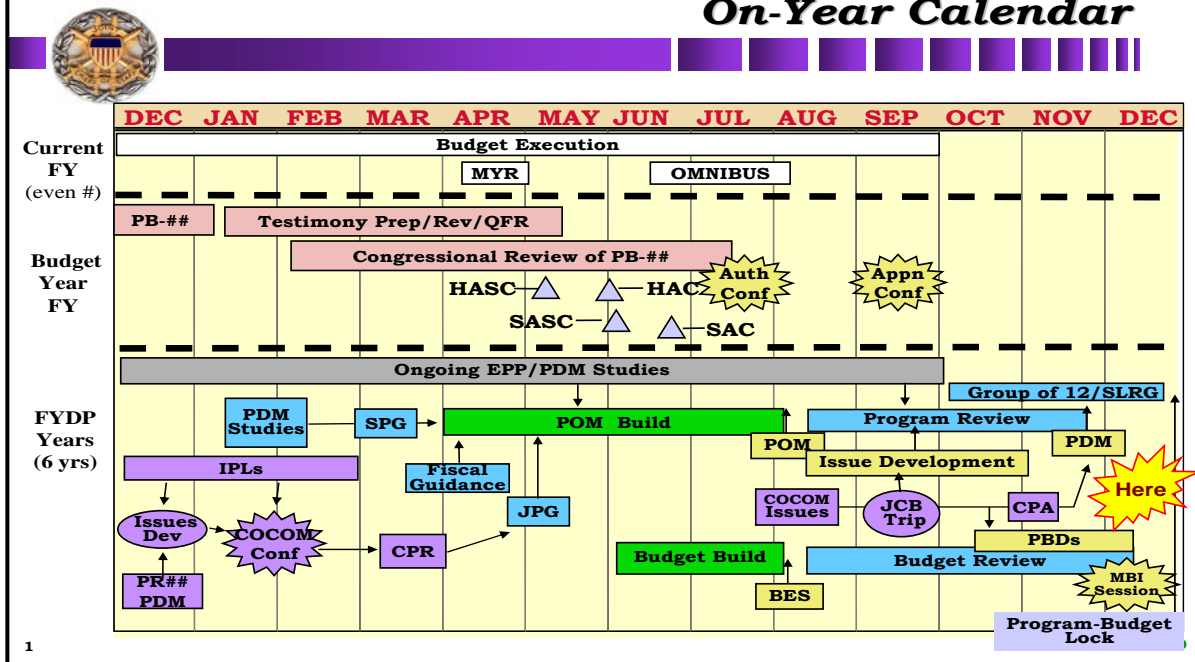 On-Year Calendar
DEC JAN FEB MAR APR MAY JUN JUL AUG SEP OCT NOV DEC
Current
FY
(even #)
Budget Execution
MYR
OMNIBUS
PB-##
Testimony Prep/Rev/QFR
Budget
Year
FY
Congressional Review of PB-##
HASC
HAC
SASC
SAC
Auth
Conf
Appn
Conf
Ongoing EPP/PDM Studies
Group of 12/SLRG
FYDP
Years
(6 yrs)
PDM
Studies
SPG
POM Build
Program Review
POM
PDM
IPLs
Fiscal
Guidance
Issue Development
Here
Issues
Dev
COCOM
Conf
CPR
JPG
COCOM
Issues
JCB
Trip
CPA
PBDs
Budget Build
Budget Review
PR##
PDM
BES
MBI
Session
Program-Budget
Lock
1